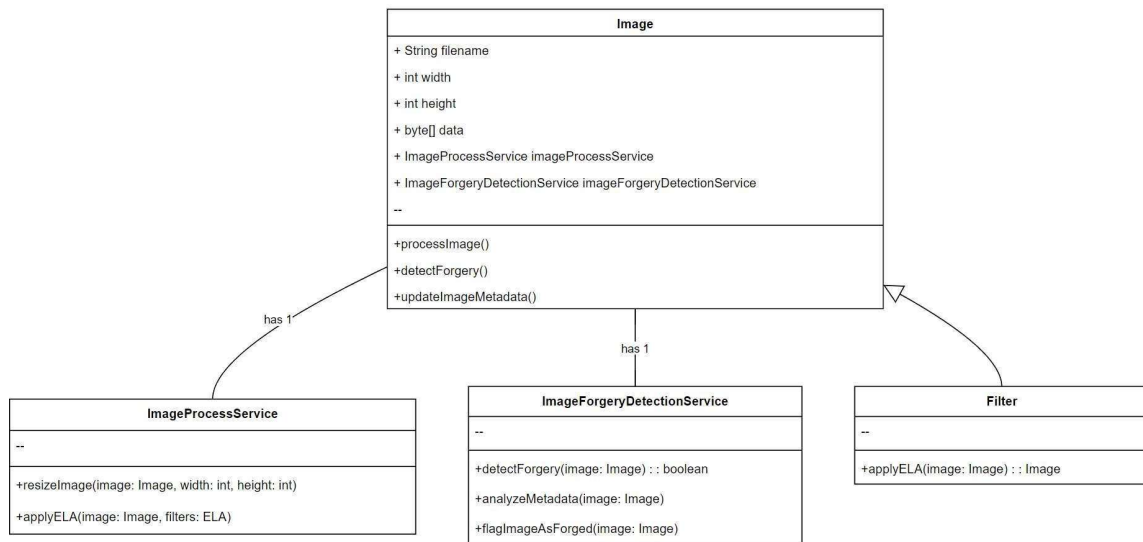 Image
+ String filename
+ int width
+ int height
+ byte[] data
+ ImageProcessService imageProcessService
+ ImageForgeryDetectionService imageForgeryDetectionService
--
+processImage()
+detectForgery()
+updateImageMetadata()
has 1
has 1
ImageProcessService
--
+resizeImage(image: Image, width: int, height: int)
+applyELA(image: Image, filters: ELA)
ImageForgeryDetectionService
--
+detectForgery(image: Image) : : boolean
+analyzeMetadata(image: Image)
+flagImageAsForged(image: Image)
Filter
--
+applyELA(image: Image) : : Image